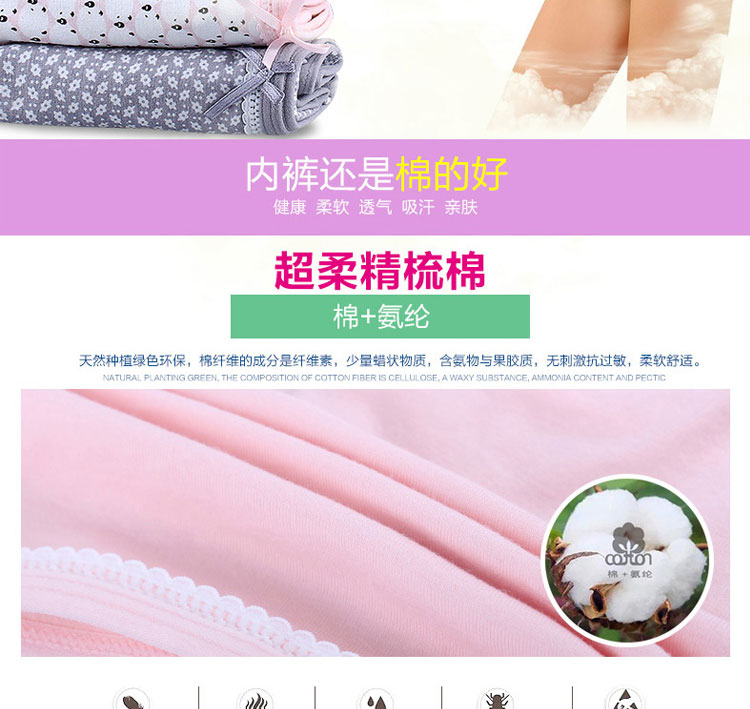 内裤还是棉的好
健康 柔软 透气 吸汗 亲肤
超柔精梳棉
棉+氨纶
天然种植绿色环保，棉纤维的成分是纤维素，少量蜡状物质，含氨物与果胶质，无刺激抗过敏，柔软舒适。
NATURAL PLANTING GREEN, THE COMPOSITION OF COTTON FIBER IS CELLULOSE, A WAXY SUBSTANCE, AMMONIA CONTENT AND PECTIC
cotton
棉+氨纶